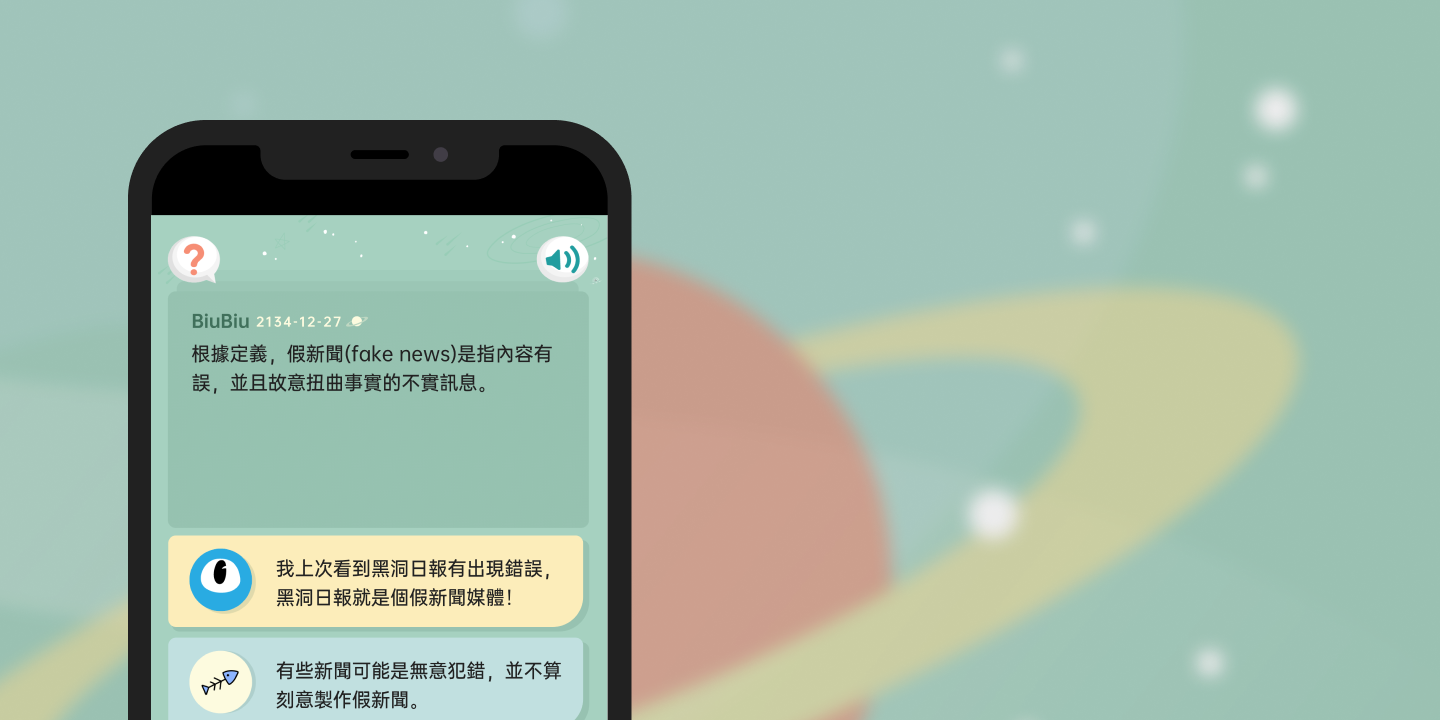 ?
BiuBiu 2134-12-27
根據定義，假新聞(fake news)是指內容有
誤，並且故意扭曲事實的不實訊息。
我上次看到黑洞日報有出現錯誤，
黑洞日報就是個假新聞媒體！
有些新聞可能是無意犯錯，並不算
刻意製作假新聞。